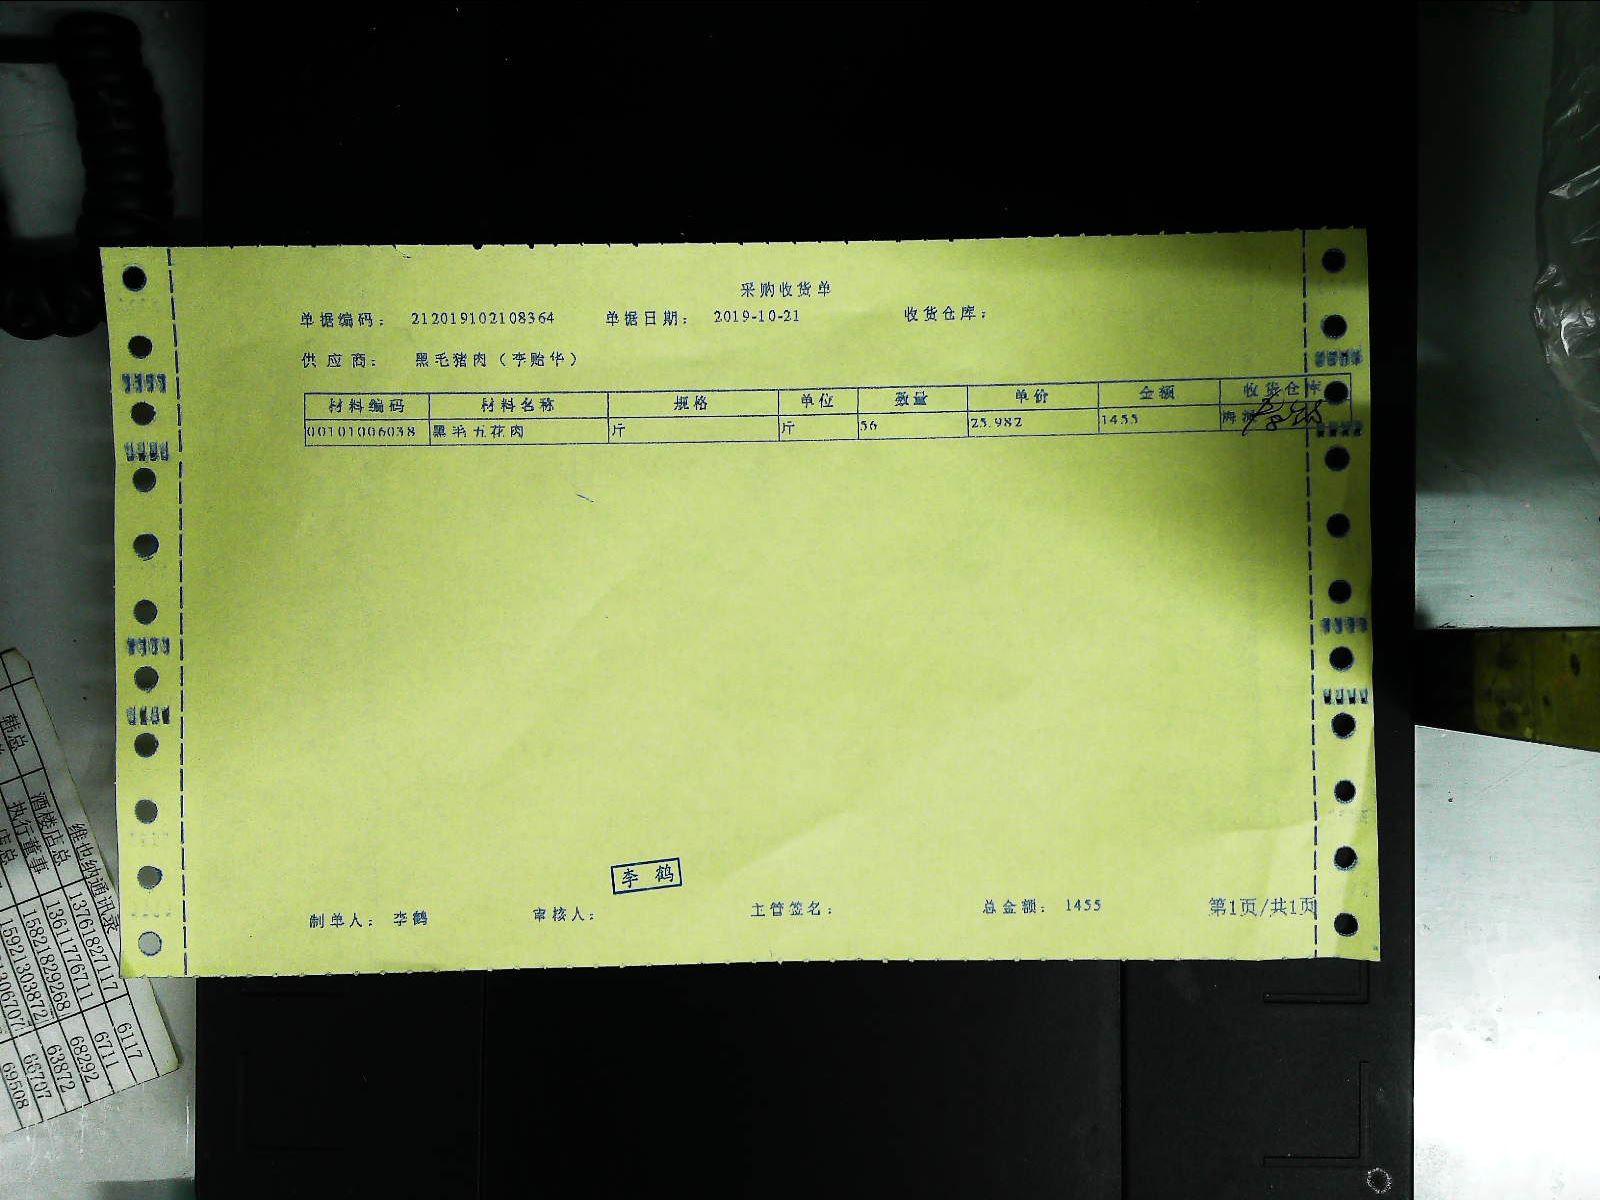 采购收货单
单据编码： 212019102108364 单据日期： 2019-10-21 收货仓库：
供应商： 黑毛猪肉（李贻华）
材料编码 材料名称 规格 单位 数量 单价 金额 收货仓库
00101006038 黑毛五花肉 斤 斤 56 25.982 1455
李鹤
制单人： 李鹤 审核人： 主管签名： 总金额： 1455 第1页/共1页
维也纳通讯录
韩总 酒楼店总 13761827117 6117
执行董事 13611776711 6711
店总 15821829268 68292
15921303872 63872
66707
69508